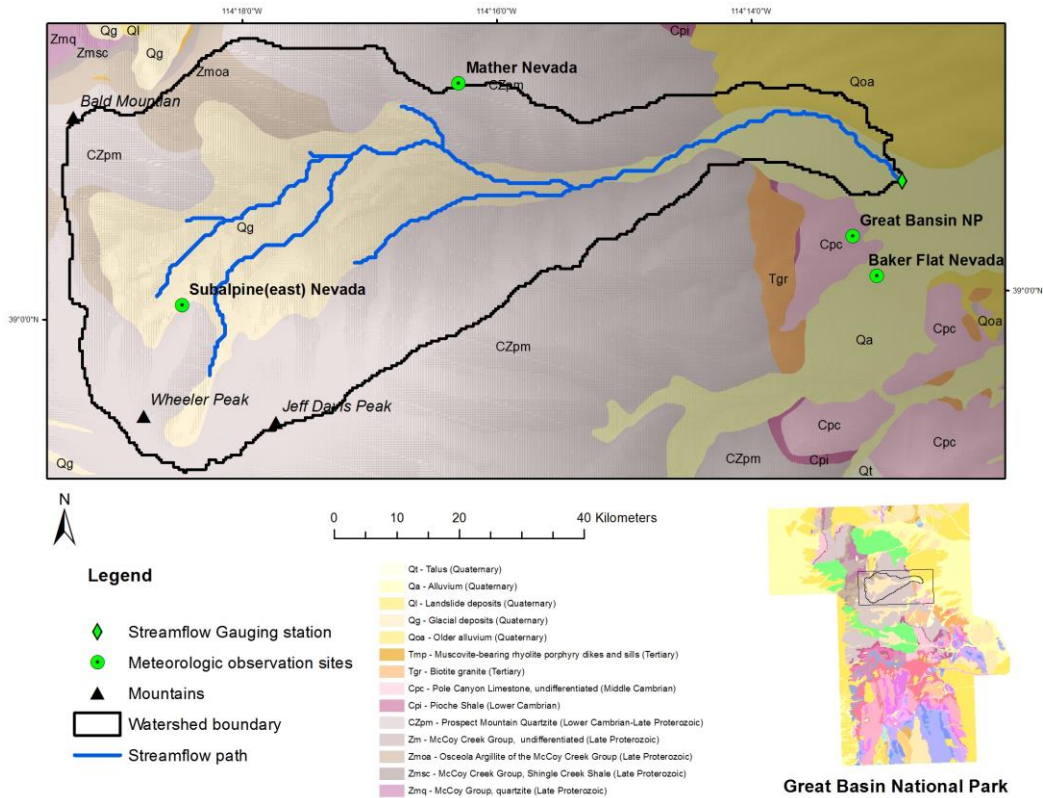 114°18'0"W
114°16'0"W
114°14'0"W
Zmq
Qg
Ql
Zmsc
Qg
Zmoa
Cpi
Mather Nevada
CZpm
Qoa
Bald Mountian
CZpm
Great Bansin NP
Qg
Cpc
Baker Flat Nevada
Tgr
Subalpine(east) Nevada
39°0'0"N
39°0'0"N
Cpc
Qoa
CZpm
Qa
Wheeler Peak
Jeff Davis Peak
Cpc
Cpc
Qg
CZpm
Cpi
Qt
N
0 10 20 40 Kilometers
Legend
Streamflow Gauging station
Meteorologic observation sites
Mountains
Watershed boundary
Streamflow path
Qt - Talus (Quaternary)
Qa - Alluvium (Quaternary)
Ql - Landslide deposits (Quaternary)
Qg - Glacial deposits (Quaternary)
Qoa - Older alluvium (Quaternary)
Tmp - Muscovite-bearing rhyolite porphyry dikes and sills (Tertiary)
Tgr - Biotite granite (Tertiary)
Cpc - Pole Canyon Limestone, undifferentiated (Middle Cambrian)
Cpi - Pioche Shale (Lower Cambrian)
CZpm - Prospect Mountain Quartzite (Lower Cambrian-Late Proterozoic)
Zm - McCoy Creek Group, undifferentiated (Late Proterozoic)
Zmoa - Osceola Argillite of the McCoy Creek Group (Late Proterozoic)
Zmsc - McCoy Creek Group, Shingle Creek Shale (Late Proterozoic)
Zmq - McCoy Group, quartzite (Late Proterozoic)
Great Basin National Park